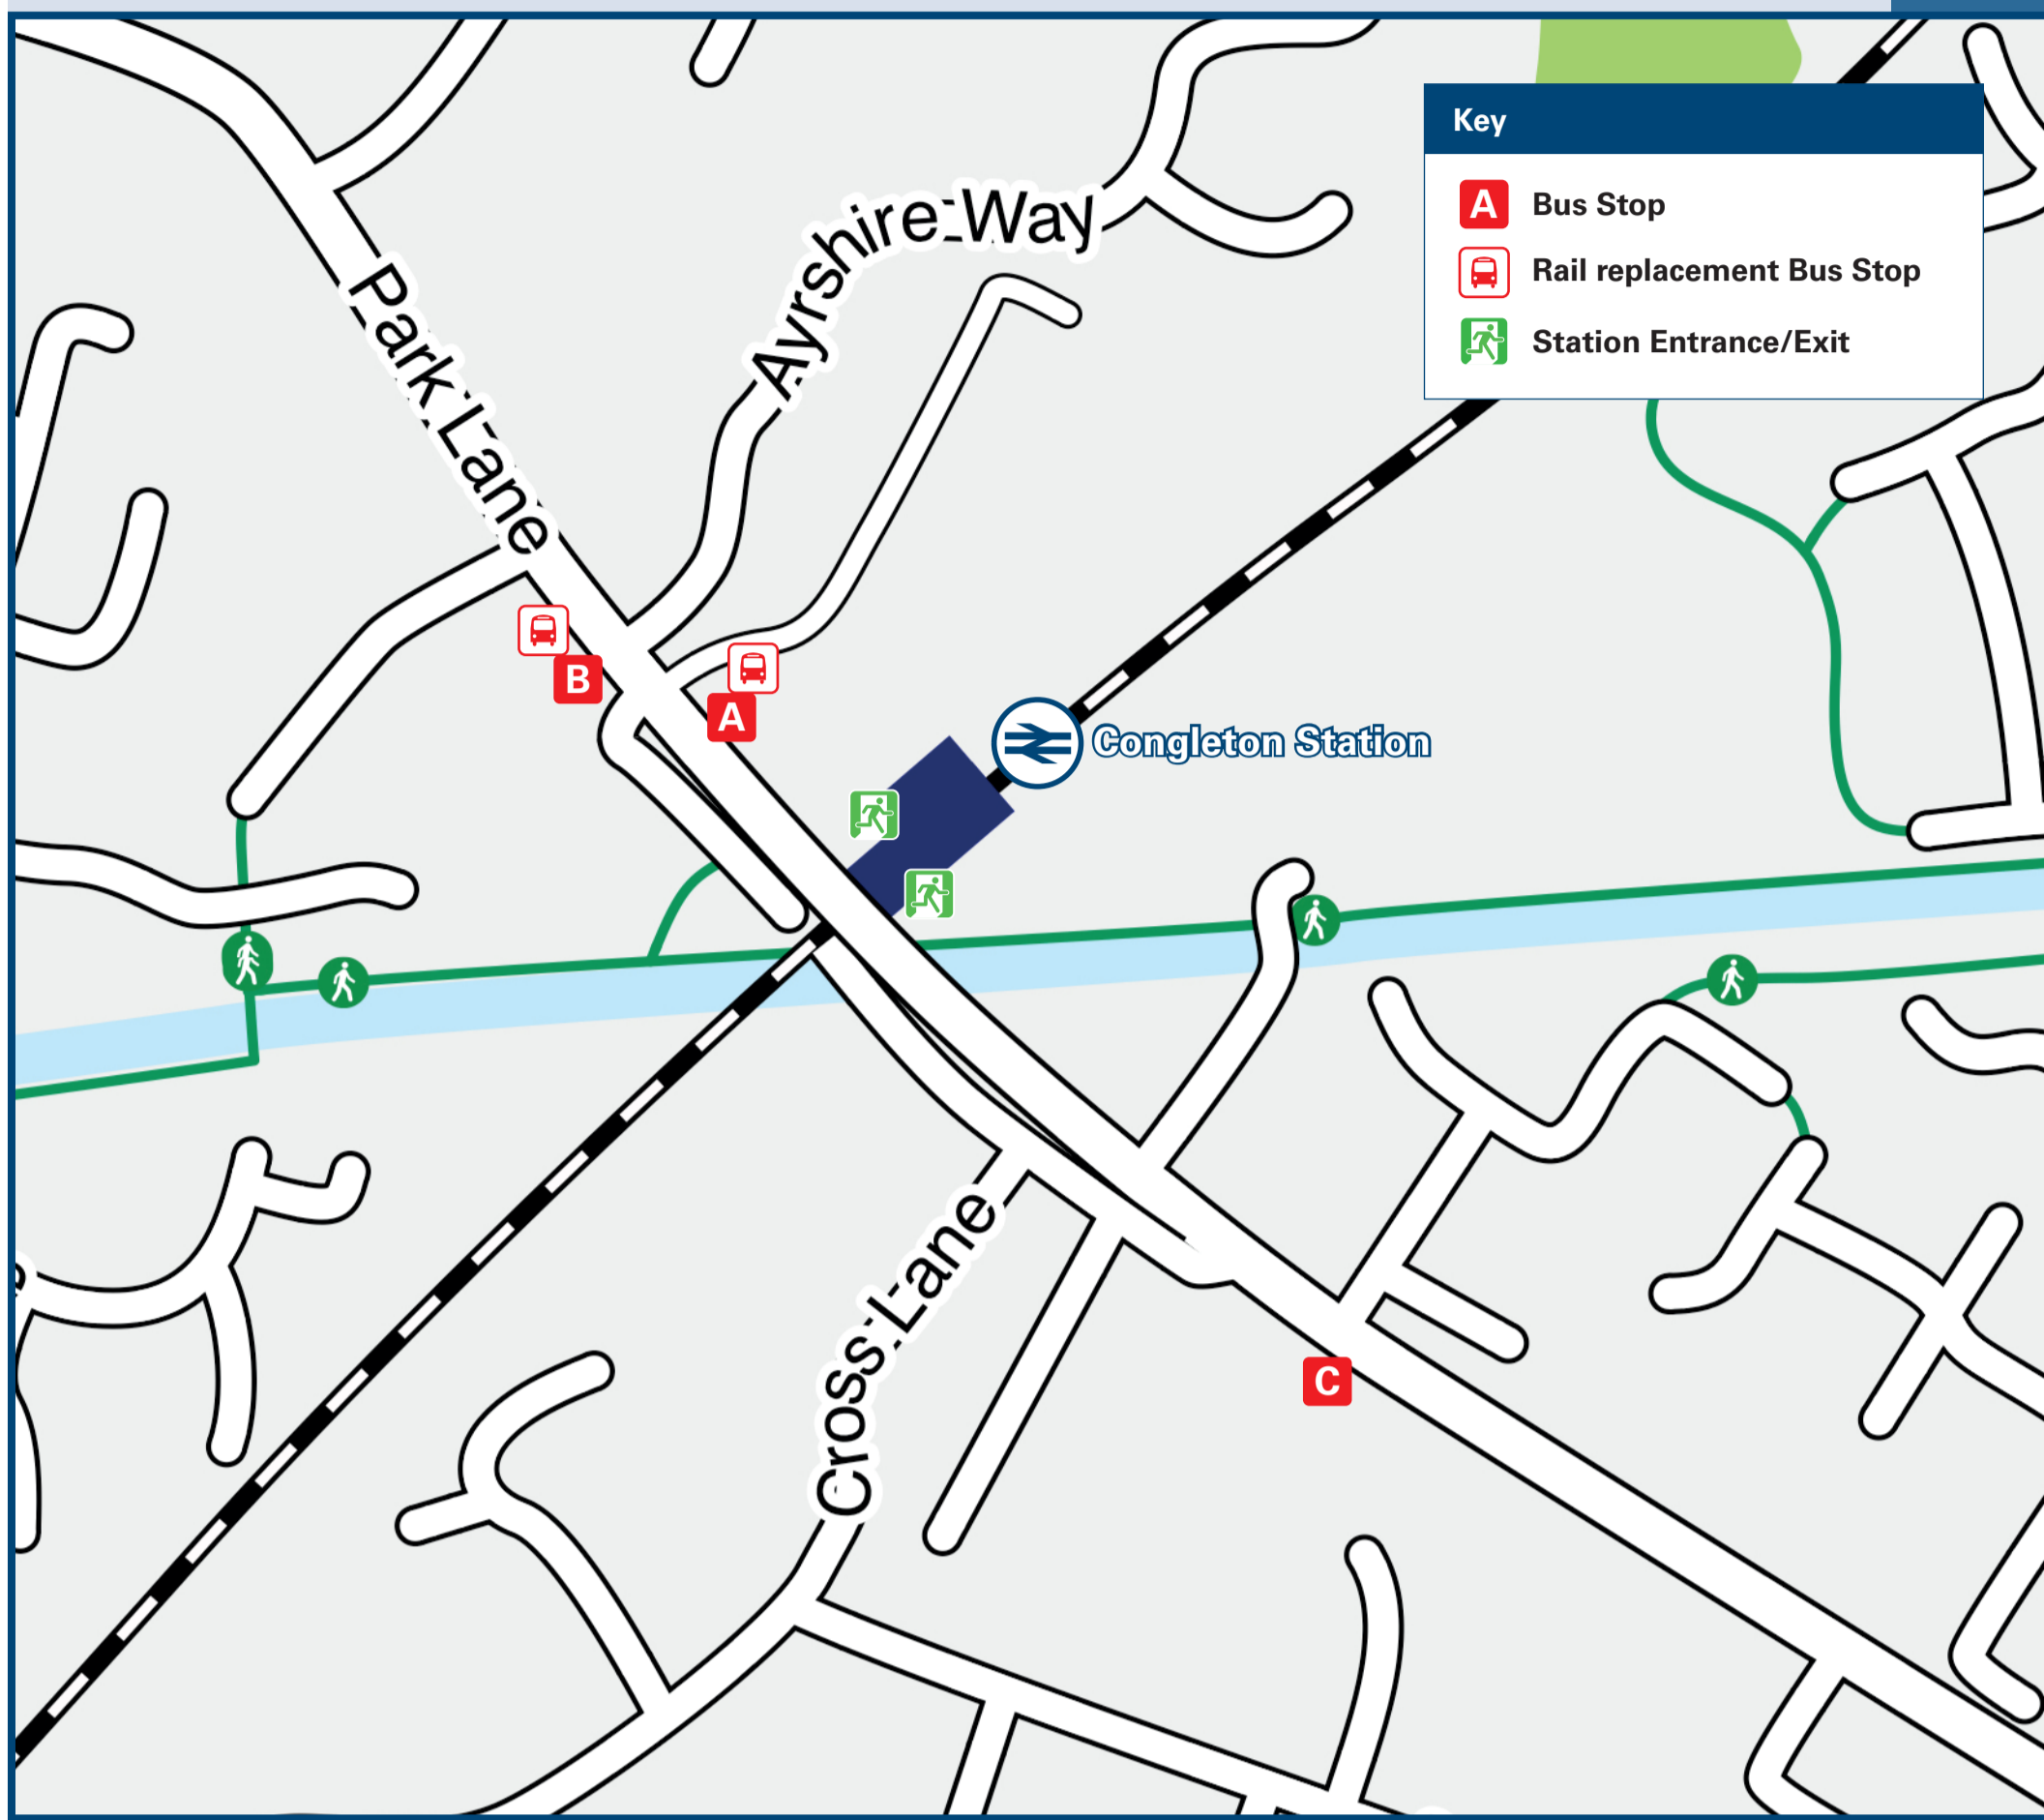 Key
A Bus Stop
Rail replacement Bus Stop
Station Entrance/Exit
Ayrshire Way
Park Lane
B
A
Congleton Station
Cross Lane
C